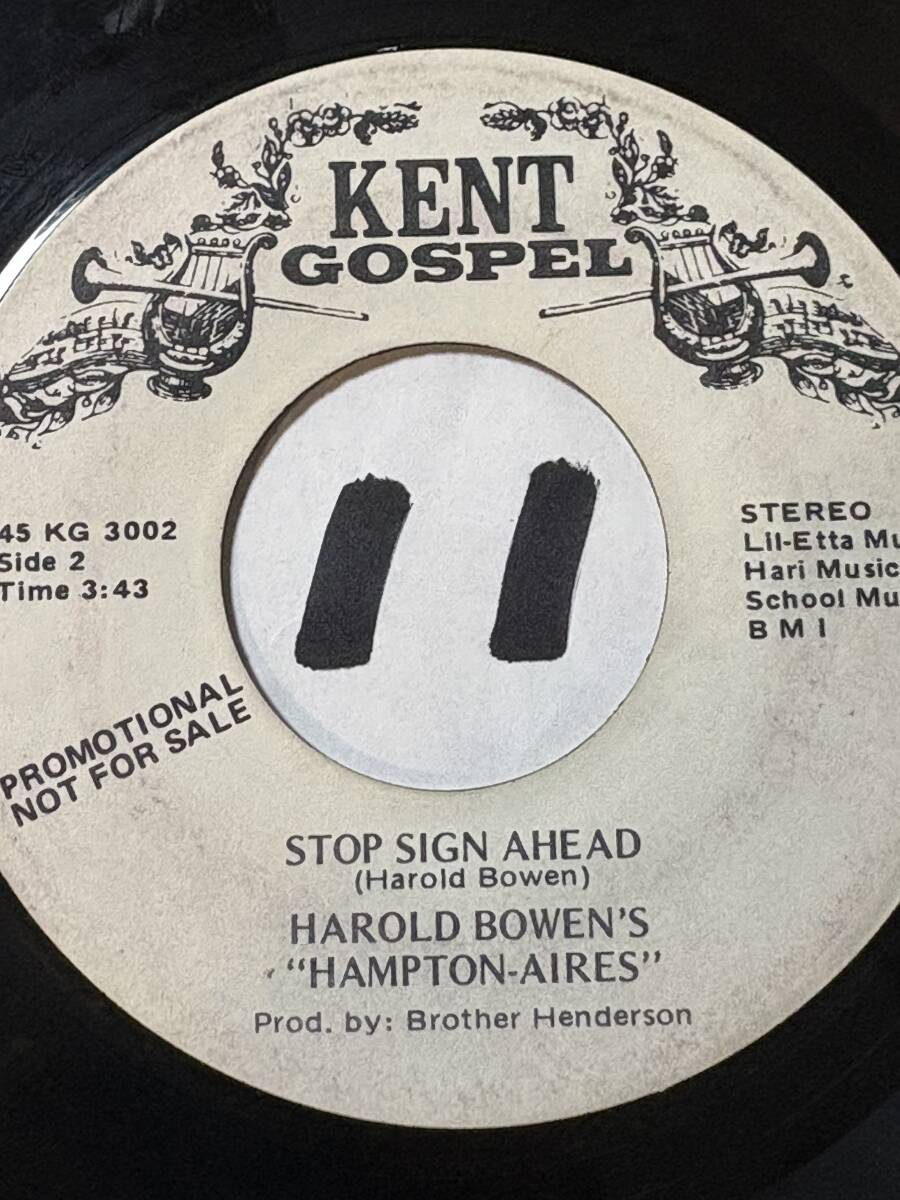 KENT
GOSPEL
45 KG 3002
Side 2
Time 3:43
STEREO
Lil-Etta Mu
Hari Music
School Mu
B M I
PROMOTIONAL
NOT FOR SALE
11
STOP SIGN AHEAD
(Harold Bowen)
HAROLD BOWEN'S
"HAMPTON-AIRES"
Prod. by: Brother Henderson